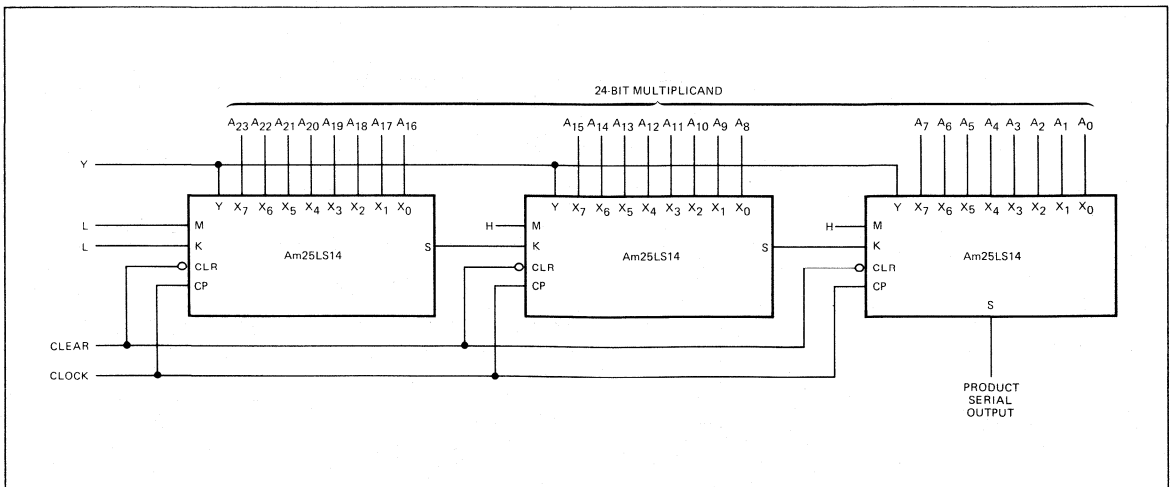 24-BIT MULTIPLICAND
A23 A22 A21 A20 A19 A18 A17 A16 A15 A14 A13 A12 A11 A10 A9 A8 A7 A6 A5 A4 A3 A2 A1 A0
Y
Y X7 X6 X5 X4 X3 X2 X1 X0
L M
L K
Am25LS14
S
CLR
CP
Y X7 X6 X5 X4 X3 X2 X1 X0
H M
K
Am25LS14
S
CLR
CP
Y X7 X6 X5 X4 X3 X2 X1 X0
H M
K
Am25LS14
CLR
CP
S
CLEAR
CLOCK
PRODUCT
SERIAL
OUTPUT